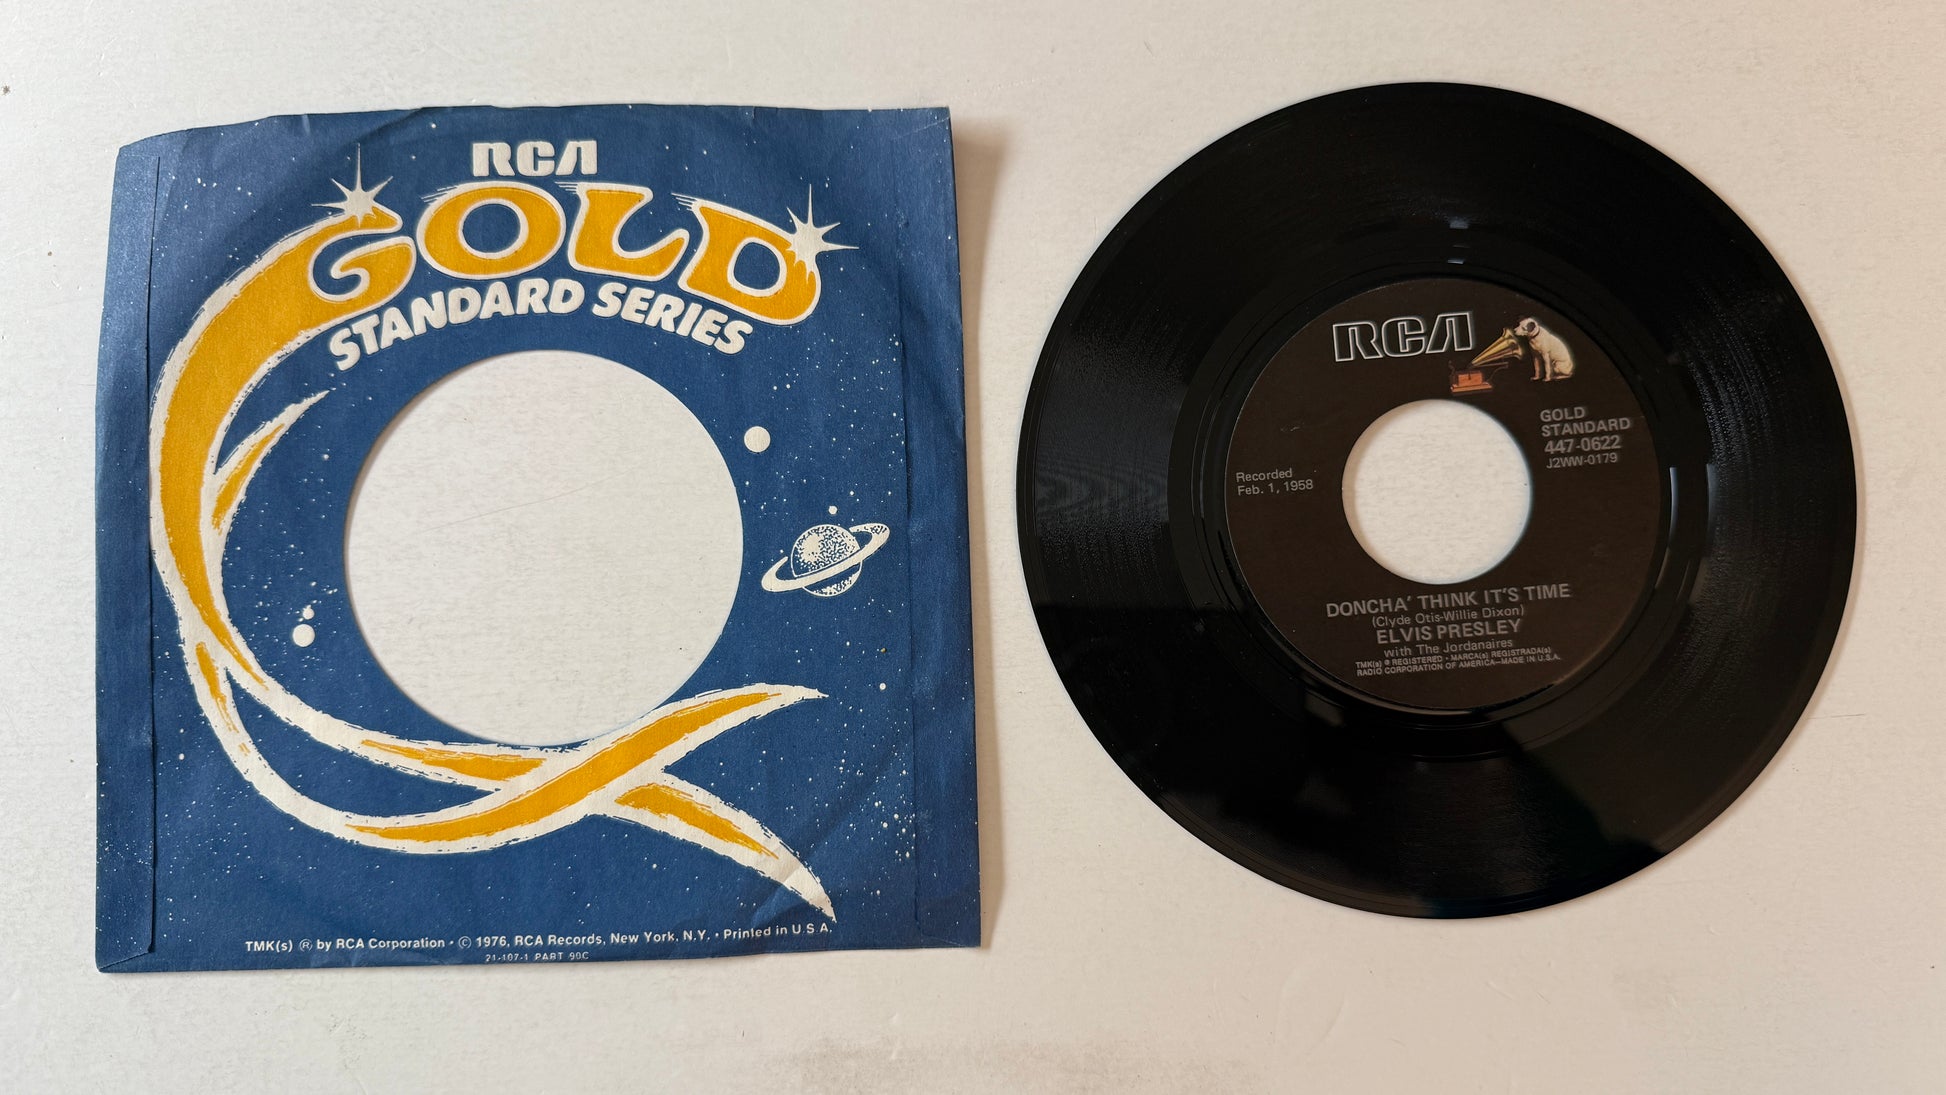 RCA
GOLD
STANDARD SERIES
TMK(s) ® by RCA Corporation • © 1976, RCA Records, New York, N.Y. • Printed in U.S.A.
21-107-1 PART 90C
RCA
GOLD
STANDARD
447-0622
J2WW-0179
Recorded
Feb. 1, 1958
DONCHA' THINK IT'S TIME
(Clyde Otis-Willie Dixon)
ELVIS PRESLEY
with The Jordanaires
TMK(s) ® REGISTERED • MARCA(s) REGISTRADA(s)
RADIO CORPORATION OF AMERICA—MADE IN U.S.A.